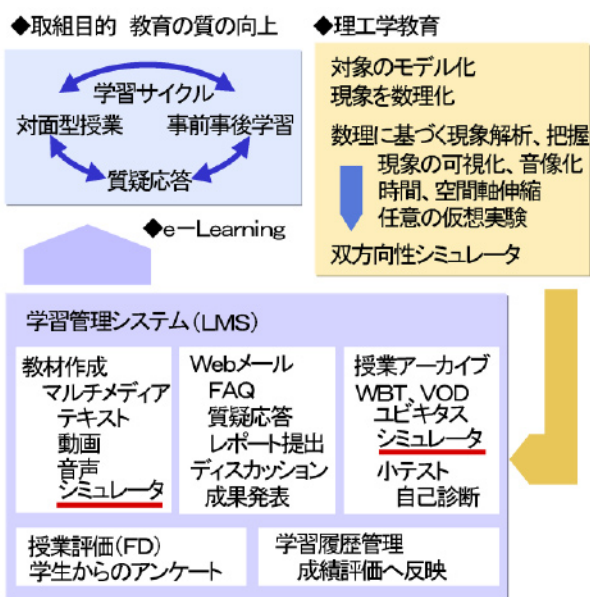 ◆取組目的 教育の質の向上
学習サイクル
対面型授業 事前事後学習
質疑応答
◆理工学教育
対象のモデル化
現象を数理化
数理に基づく現象解析、把握
現象の可視化、音像化
時間、空間軸伸縮
任意の仮想実験
双方向性シミュレータ
◆e-Learning
学習管理システム(LMS)
教材作成
マルチメディア
テキスト
動画
音声
シミュレータ
Webメール
FAQ
質疑応答
レポート提出
ディスカッション
成果発表
授業アーカイブ
WBT、VOD
ユビキタス
シミュレータ
小テスト
自己診断
授業評価(FD)
学生からのアンケート
学習履歴管理
成績評価へ反映